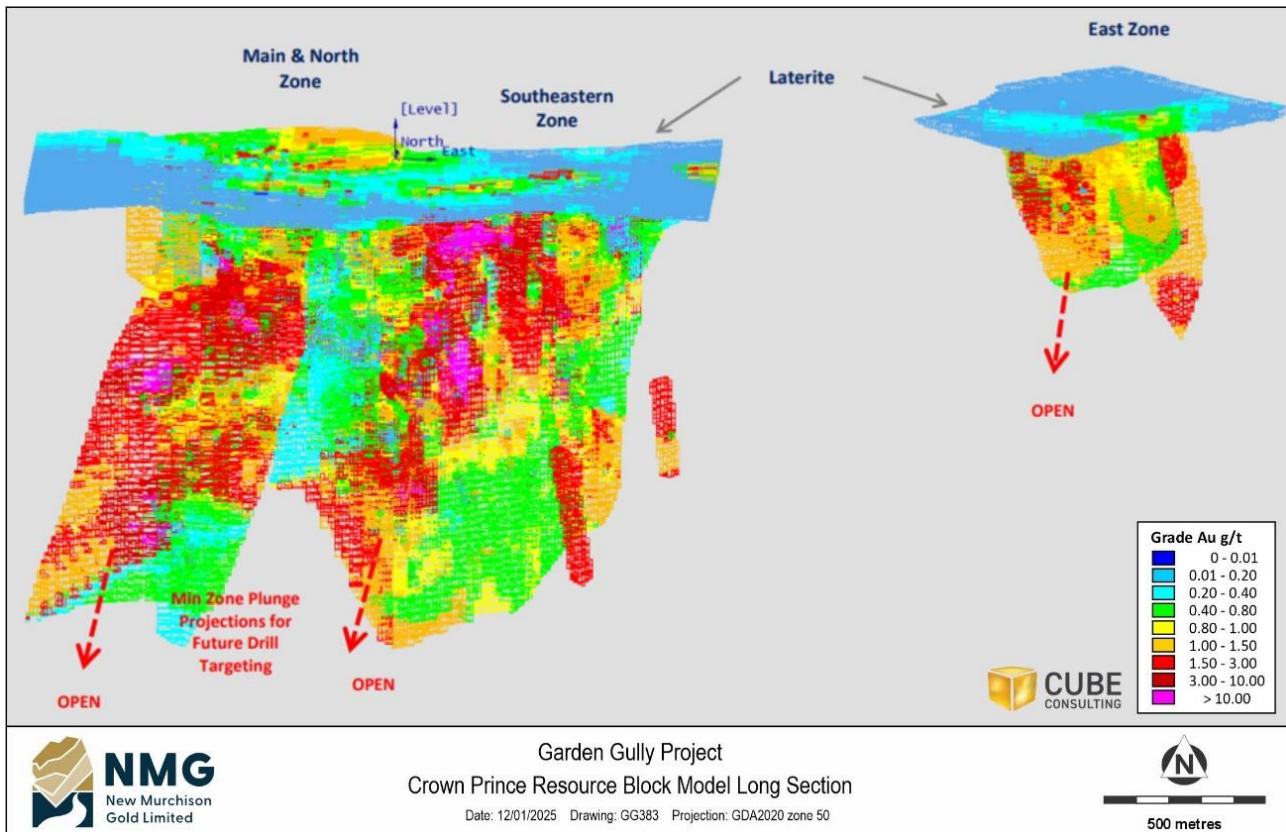 Main & North
Zone
Southeastern
Zone
Laterite
East Zone
[Level]
North
East
OPEN
Min Zone Plunge
Projections for
Future Drill
Targeting
OPEN
OPEN
Grade Au g/t
0 - 0.01
0.01 - 0.20
0.20 - 0.40
0.40 - 0.80
0.80 - 1.00
1.00 - 1.50
1.50 - 3.00
3.00 - 10.00
> 10.00
CUBE
CONSULTING
NMG
New Murchison
Gold Limited
Garden Gully Project
Crown Prince Resource Block Model Long Section
Date: 12/01/2025 Drawing: GG383 Projection: GDA2020 zone 50
N
500 metres